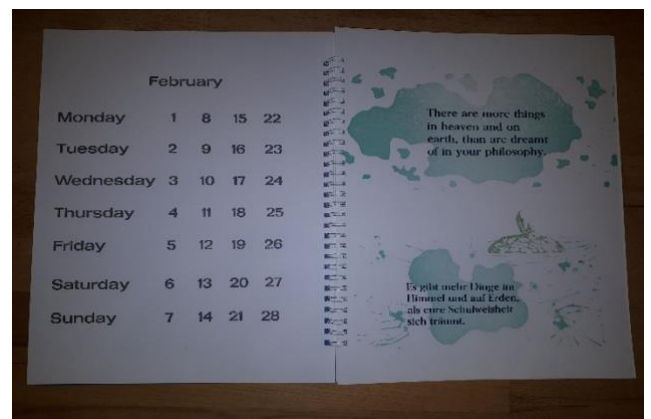 February
Monday 1 8 15 22
Tuesday 2 9 16 23
Wednesday 3 10 17 24
Thursday 4 11 18 25
Friday 5 12 19 26
Saturday 6 13 20 27
Sunday 7 14 21 28
There are more things
in heaven and on
earth, than are dreamt
of in your philosophy.
Es gibt mehr Dinge im
Himmel und auf Erden,
als eure Schulweisheit
sich träumt.